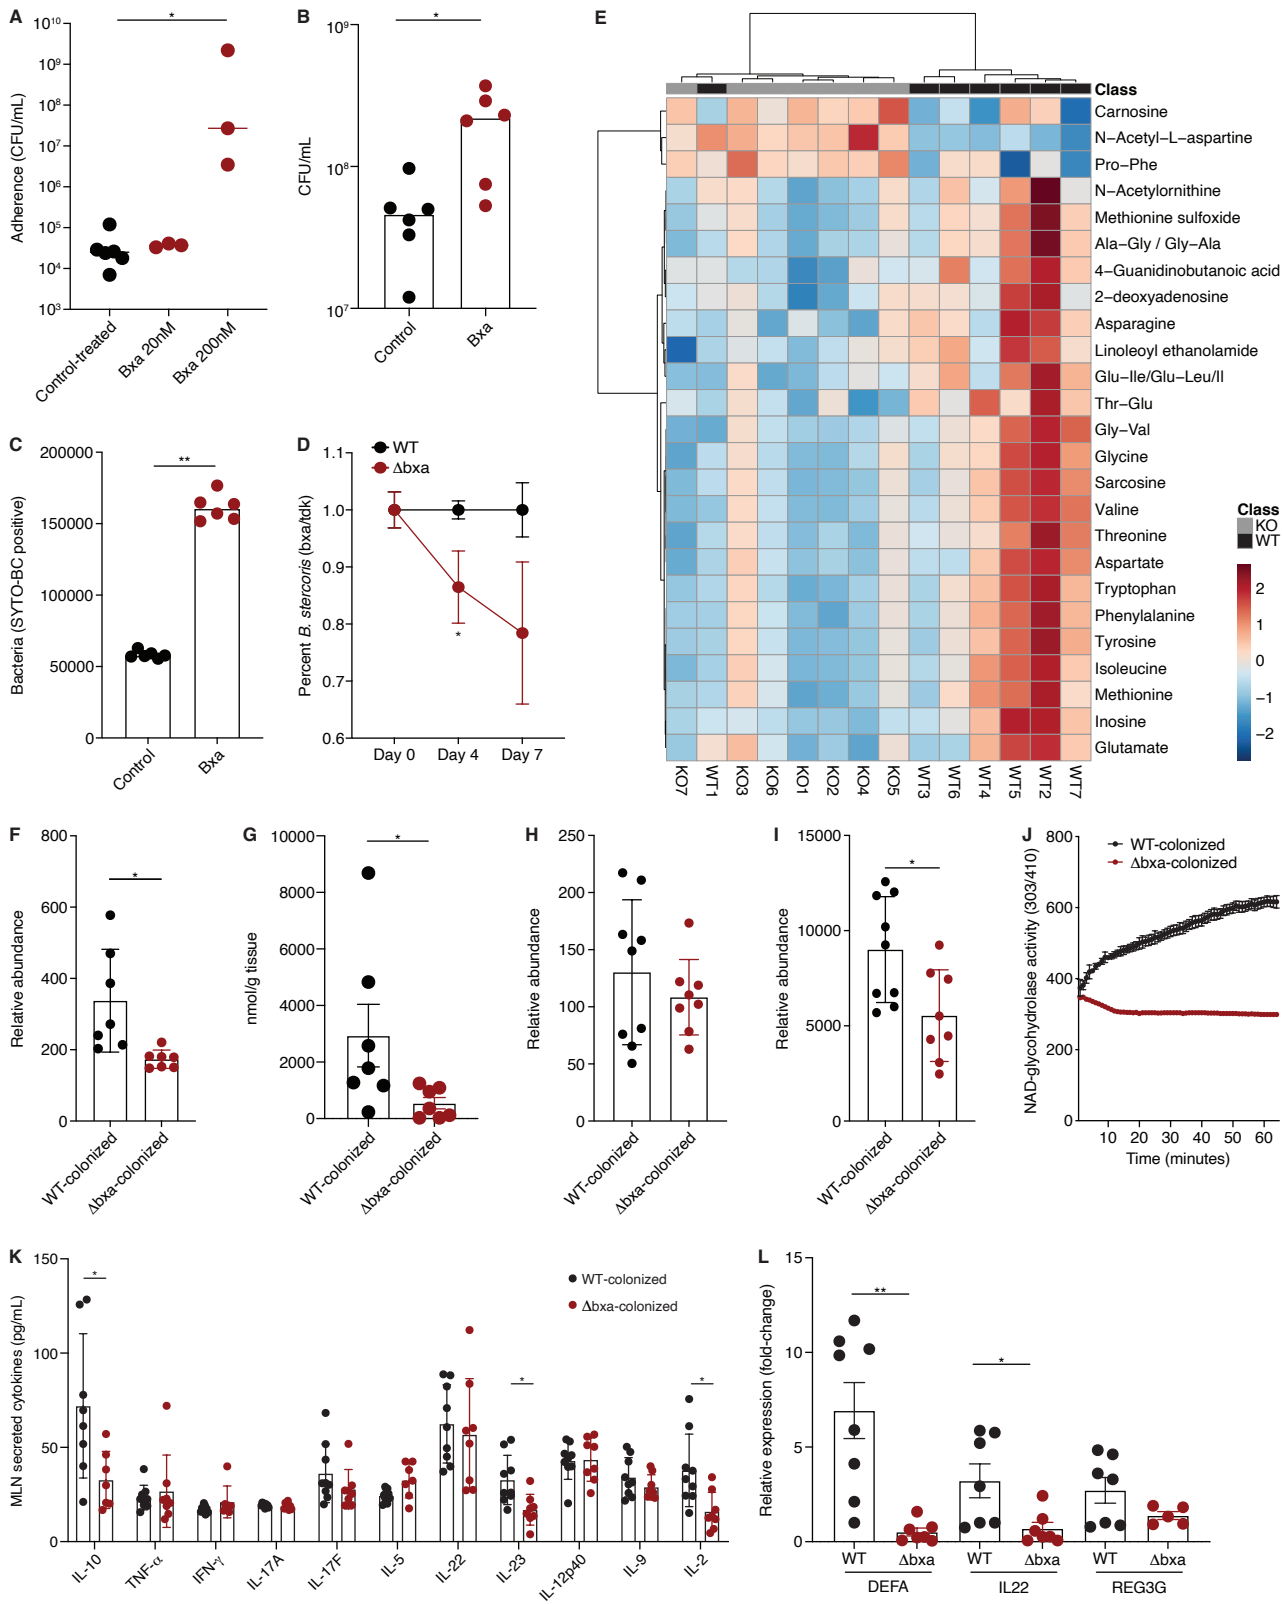 A
Adherence (CFU/mL)
10¹⁰
10⁹
10⁸
10⁷
10⁶
10⁵
10⁴
10³
*
Control-treated
Bxa 20nM
Bxa 200nM
B
CFU/mL
10⁹
10⁸
10⁷
*
Control
Bxa
C
Bacteria (SYTO-BC positive)
200000
150000
100000
50000
0
**
Control
Bxa
D
WT
Δbxa
Percent B. stercoris (bxa/tdk)
1.1
1.0
0.9
0.8
0.7
0.6
*
Day 0
Day 4
Day 7
E
Class
Carnosine
N−Acetyl−L−aspartine
Pro−Phe
N−Acetylornithine
Methionine sulfoxide
Ala−Gly / Gly−Ala
4−Guanidinobutanoic acid
2−deoxyadenosine
Asparagine
Linoleoyl ethanolamide
Glu−Ile/Glu−Leu/Il
Thr−Glu
Gly−Val
Glycine
Sarcosine
Valine
Threonine
Aspartate
Tryptophan
Phenylalanine
Tyrosine
Isoleucine
Methionine
Inosine
Glutamate
KO7
WT1
KO3
KO6
KO1
KO2
KO4
KO5
WT3
WT6
WT4
WT5
WT2
WT7
Class
KO
WT
2
1
0
−1
−2
F
Relative abundance
800
600
400
200
0
*
WT-colonized
Δbxa-colonized
G
nmol/g tissue
10000
8000
6000
4000
2000
0
*
WT-colonized
Δbxa-colonized
H
Relative abundance
250
200
150
100
50
0
WT-colonized
Δbxa-colonized
I
Relative abundance
15000
10000
5000
0
*
WT-colonized
Δbxa-colonized
J
NAD-glycohydrolase activity (303/410)
800
600
400
200
0
WT-colonized
Δbxa-colonized
10 20 30 40 50 60
Time (minutes)
K
MLN secreted cytokines (pg/mL)
150
100
50
0
WT-colonized
Δbxa-colonized
*
*
*
IL-10
TNF-α
IFN-γ
IL-17A
IL-17F
IL-5
IL-22
IL-23
IL-12p40
IL-9
IL-2
L
Relative expression (fold-change)
15
10
5
0
**
*
WT Δbxa WT Δbxa WT Δbxa
DEFA IL22 REG3G